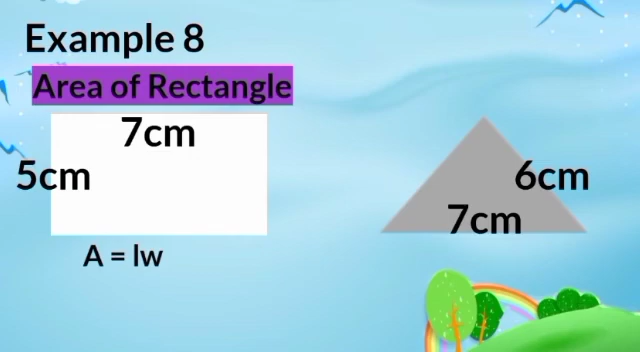 Example 8
Area of Rectangle
7cm
5cm
A = lw
6cm
7cm